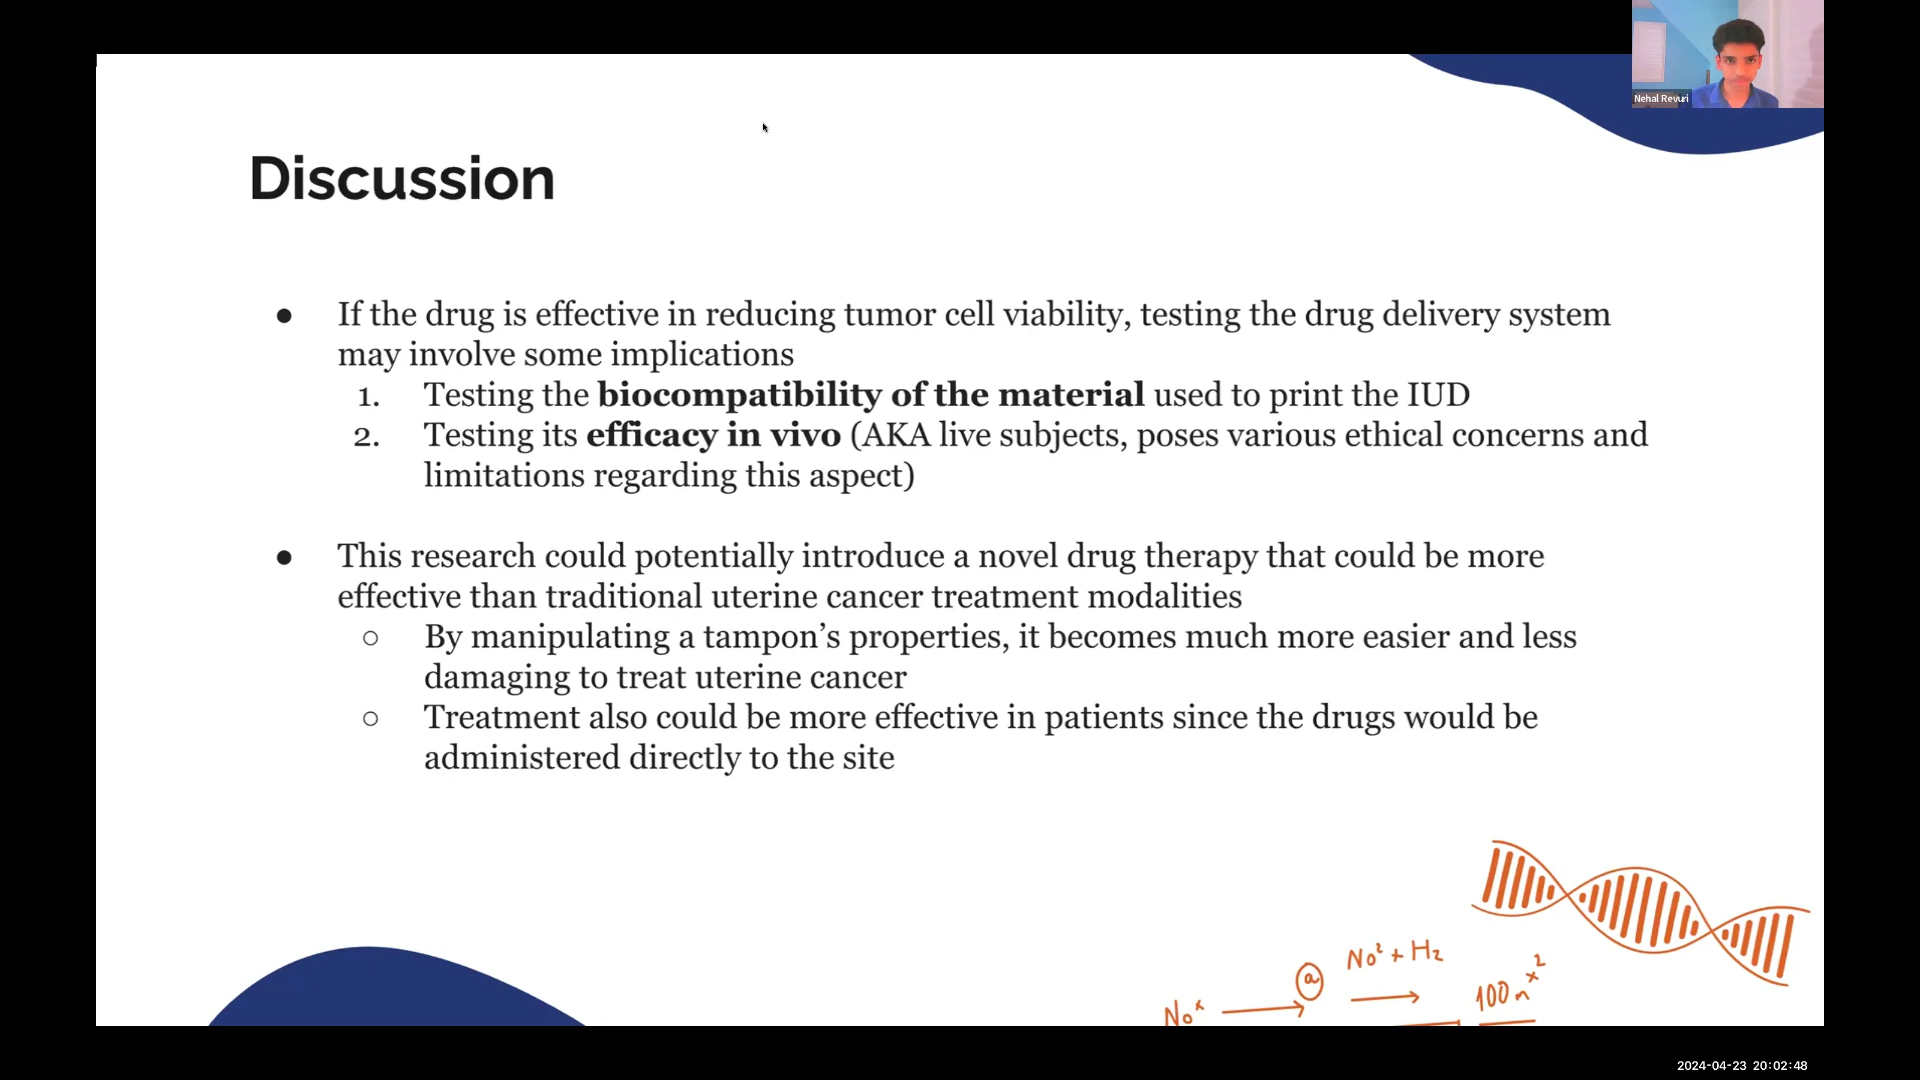 Nehal Revuri
Discussion
● If the drug is effective in reducing tumor cell viability, testing the drug delivery system
may involve some implications
1. Testing the biocompatibility of the material used to print the IUD
2. Testing its efficacy in vivo (AKA live subjects, poses various ethical concerns and
limitations regarding this aspect)
● This research could potentially introduce a novel drug therapy that could be more
effective than traditional uterine cancer treatment modalities
○ By manipulating a tampon’s properties, it becomes much more easier and less
damaging to treat uterine cancer
○ Treatment also could be more effective in patients since the drugs would be
administered directly to the site
No² + H₂
a
100n
No
2024-04-23 20:02:48